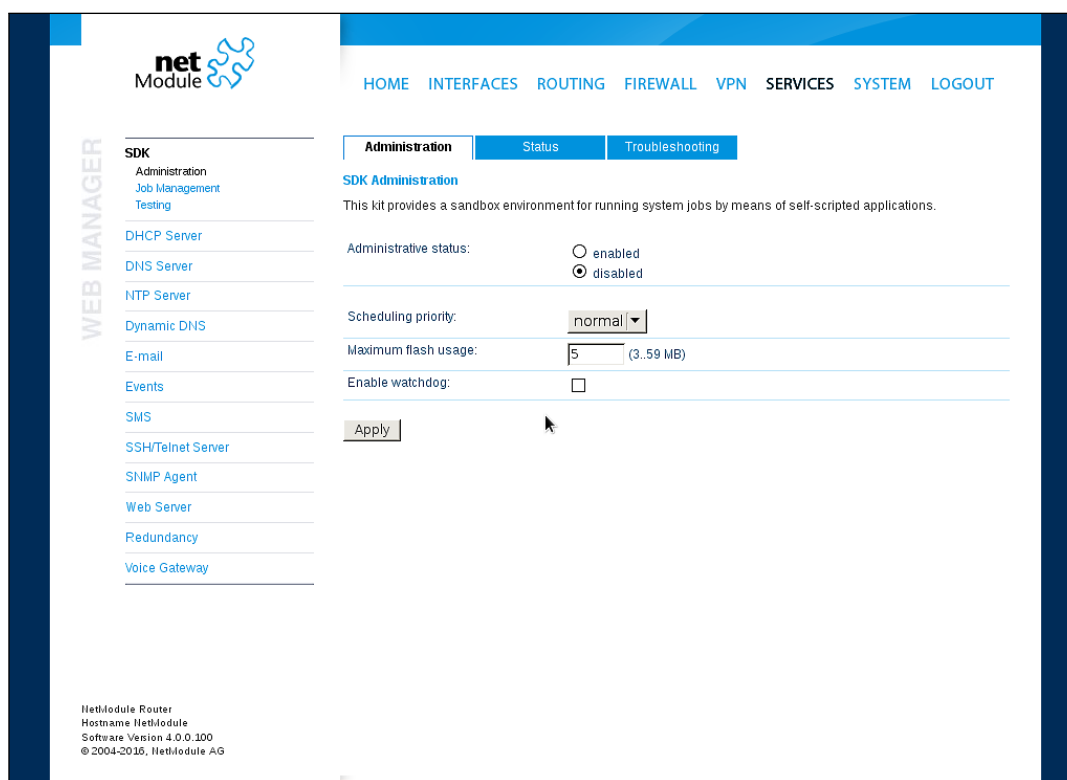 net
Module
HOME INTERFACES ROUTING FIREWALL VPN SERVICES SYSTEM LOGOUT
WEB MANAGER
SDK
Administration
Job Management
Testing
DHCP Server
DNS Server
NTP Server
Dynamic DNS
E-mail
Events
SMS
SSH/Telnet Server
SNMP Agent
Web Server
Redundancy
Voice Gateway
Administration Status Troubleshooting
SDK Administration
This kit provides a sandbox environment for running system jobs by means of self-scripted applications.
Administrative status:
enabled
disabled
Scheduling priority: normal
Maximum flash usage: 5 (3..59 MB)
Enable watchdog:
Apply
NetModule Router
Hostname NetModule
Software Version 4.0.0.100
© 2004-2016, NetModule AG